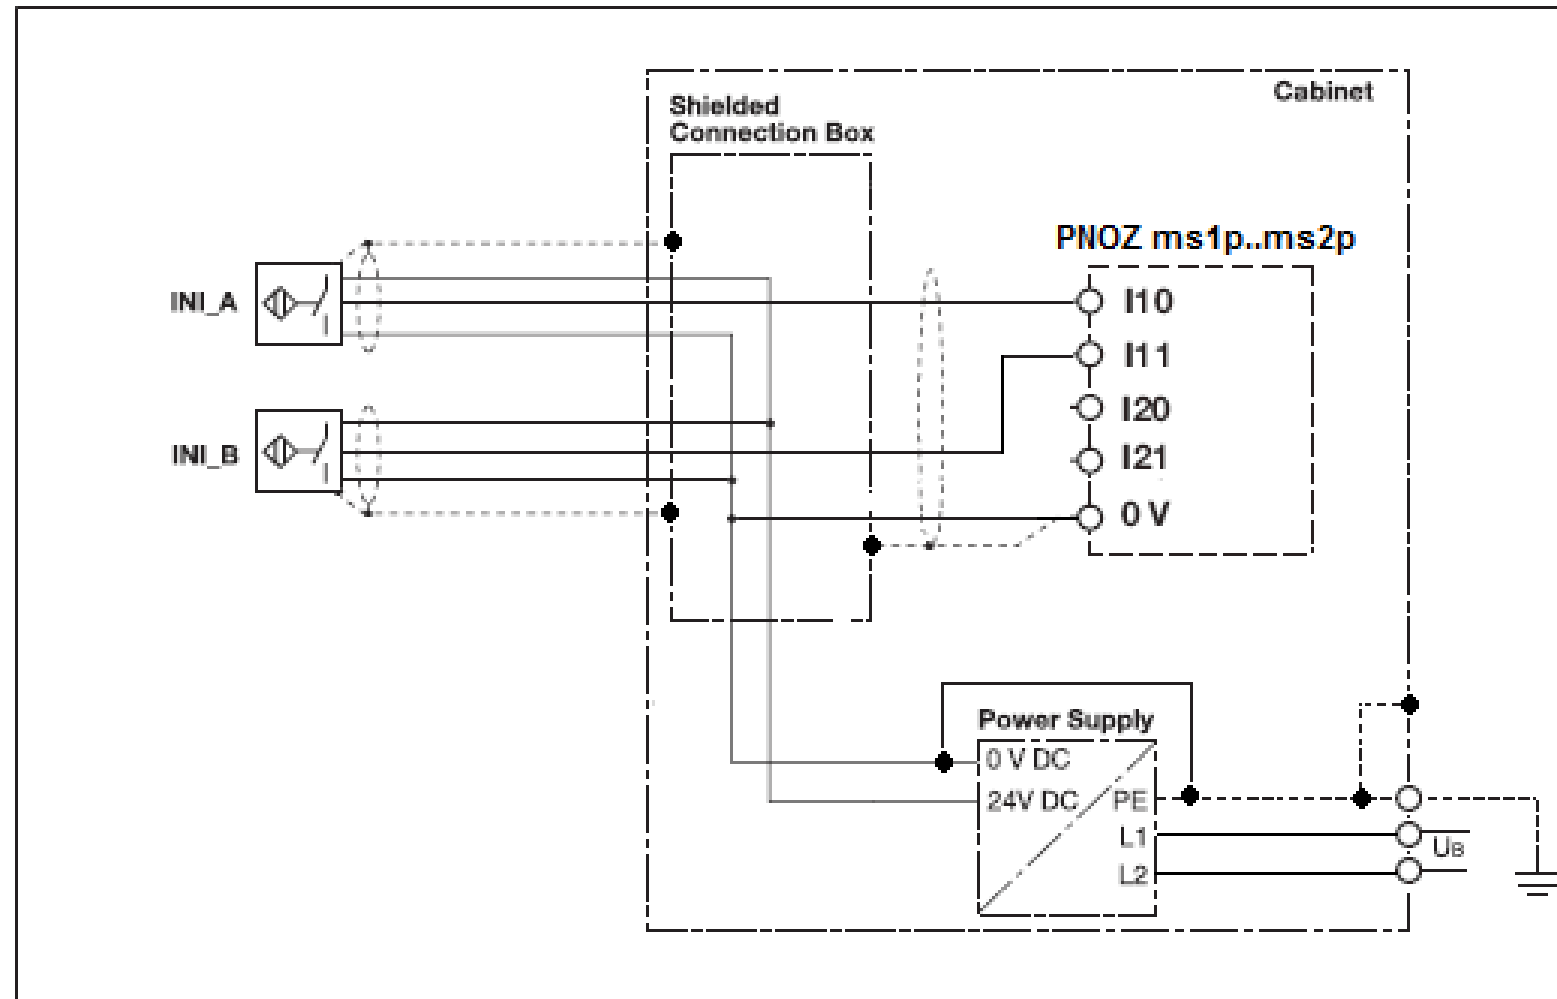 Cabinet
Shielded
Connection Box
PNOZ ms1p..ms2p
INI_A
I10
I11
I20
INI_B
I21
0 V
Power Supply
0 V DC
24V DC
PE
L1
UB
L2